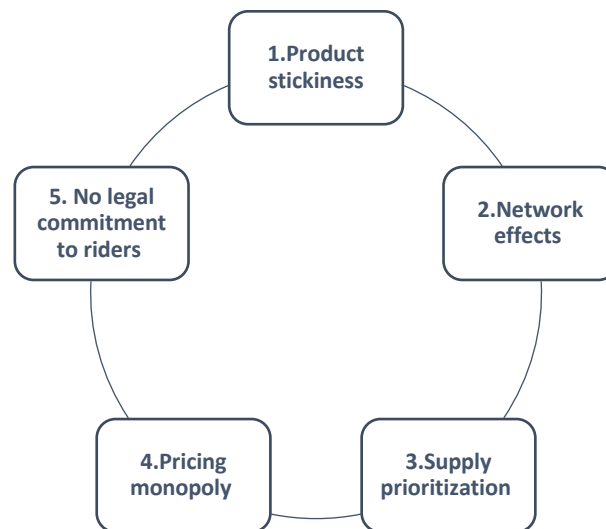 1.Product
stickiness
2.Network
effects
3.Supply
prioritization
4.Pricing
monopoly
5. No legal
commitment
to riders